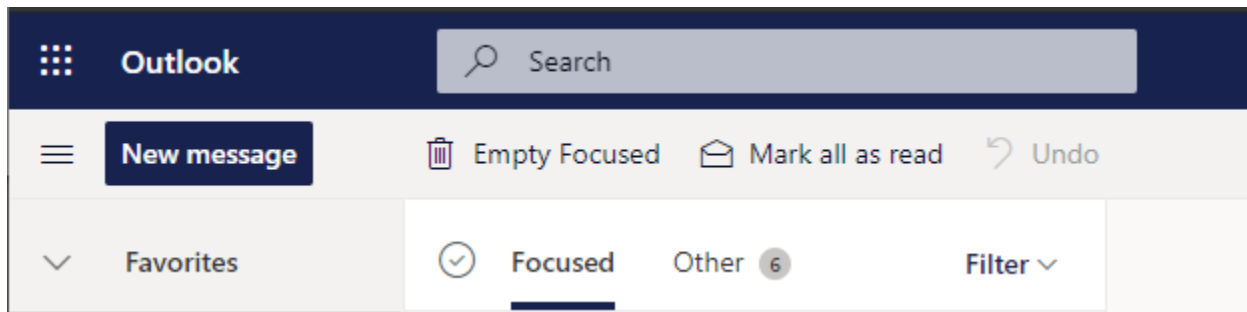 Outlook Search
New message Empty Focused Mark all as read Undo
Favorites Focused Other 6 Filter